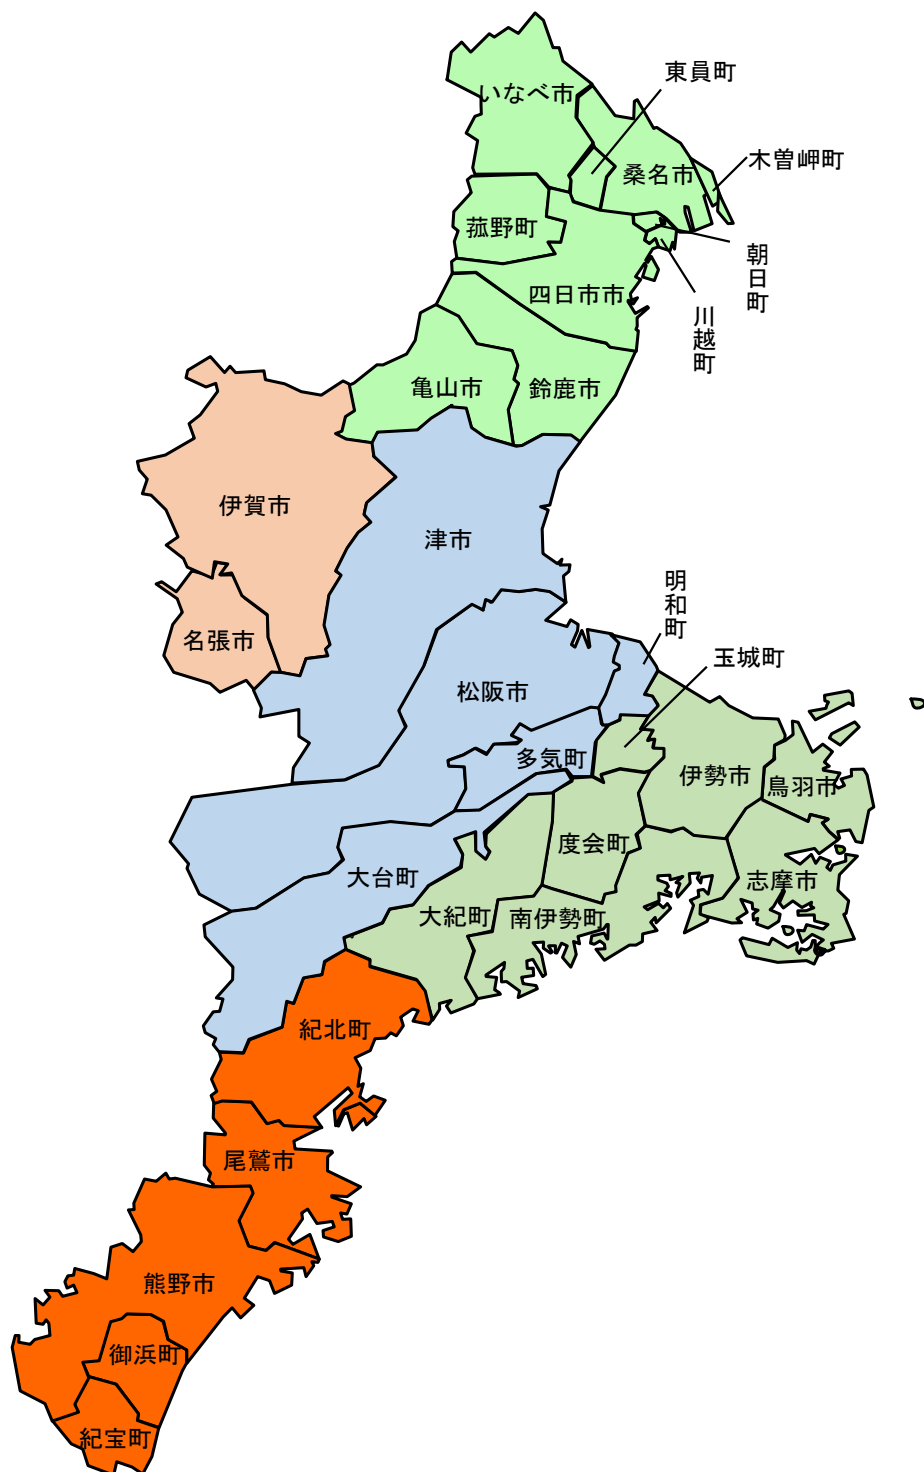 東員町
いなべ市
木曽岬町
桑名市
菰野町
朝日町
四日市市
川越町
亀山市
鈴鹿市
伊賀市
津市
明和町
名張市
玉城町
松阪市
多気町
伊勢市
鳥羽市
度会町
大台町
志摩市
大紀町
南伊勢町
紀北町
尾鷲市
熊野市
御浜町
紀宝町